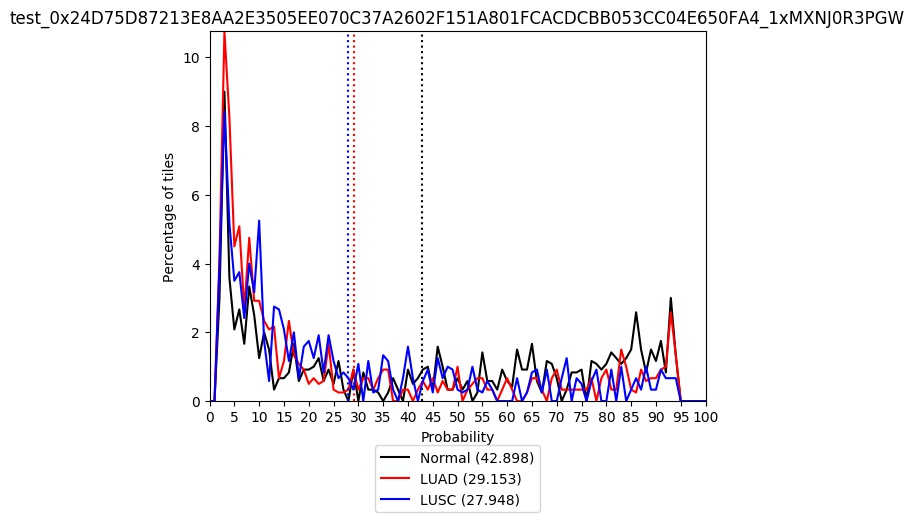 test_0x24D75D87213E8AA2E3505EE070C37A2602F151A801FCACDCBB053CC04E650FA4_1xMXNJ0R3PGW
10
8
6
4
2
0
Percentage of tiles
0 5 10 15 20 25 30 35 40 45 50 55 60 65 70 75 80 85 90 95 100
Probability
Normal (42.898)
LUAD (29.153)
LUSC (27.948)